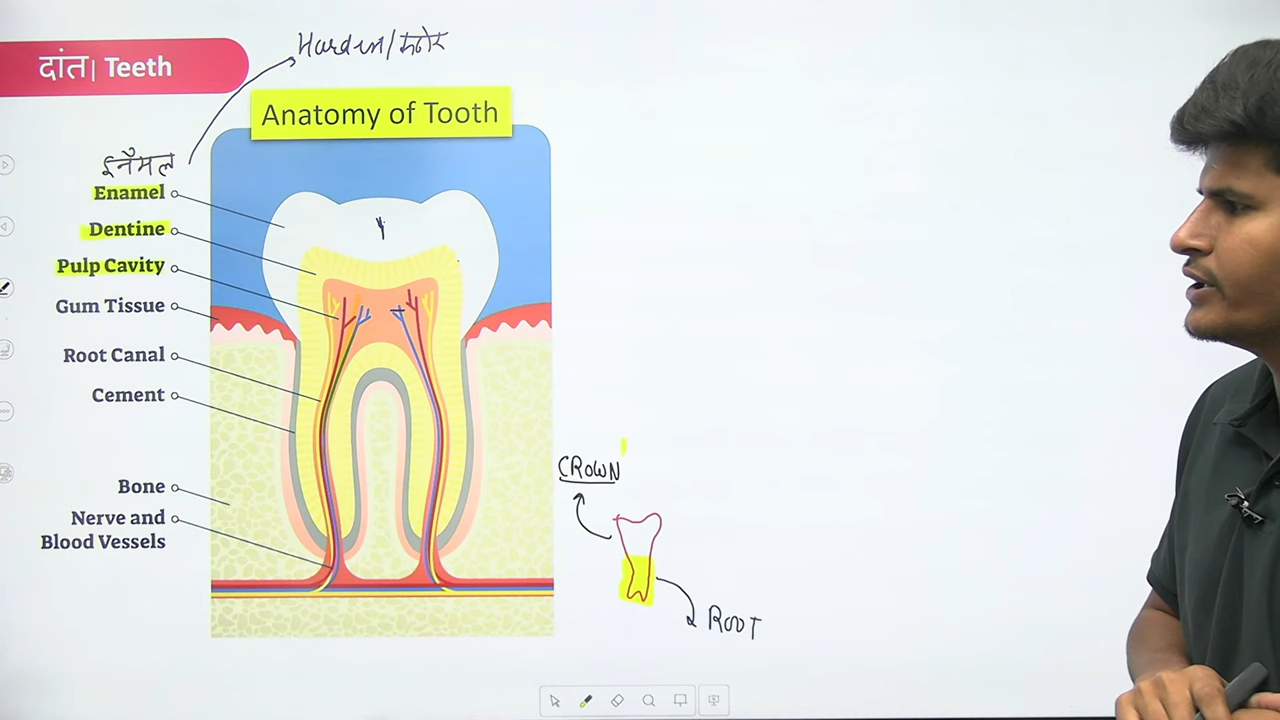 Harden/कठोर
दांत| Teeth
Anatomy of Tooth
इनैमल
Enamel
Dentine
Pulp Cavity
Gum Tissue
Root Canal
Cement
Bone
Nerve and
Blood Vessels
CROWN
ROOT